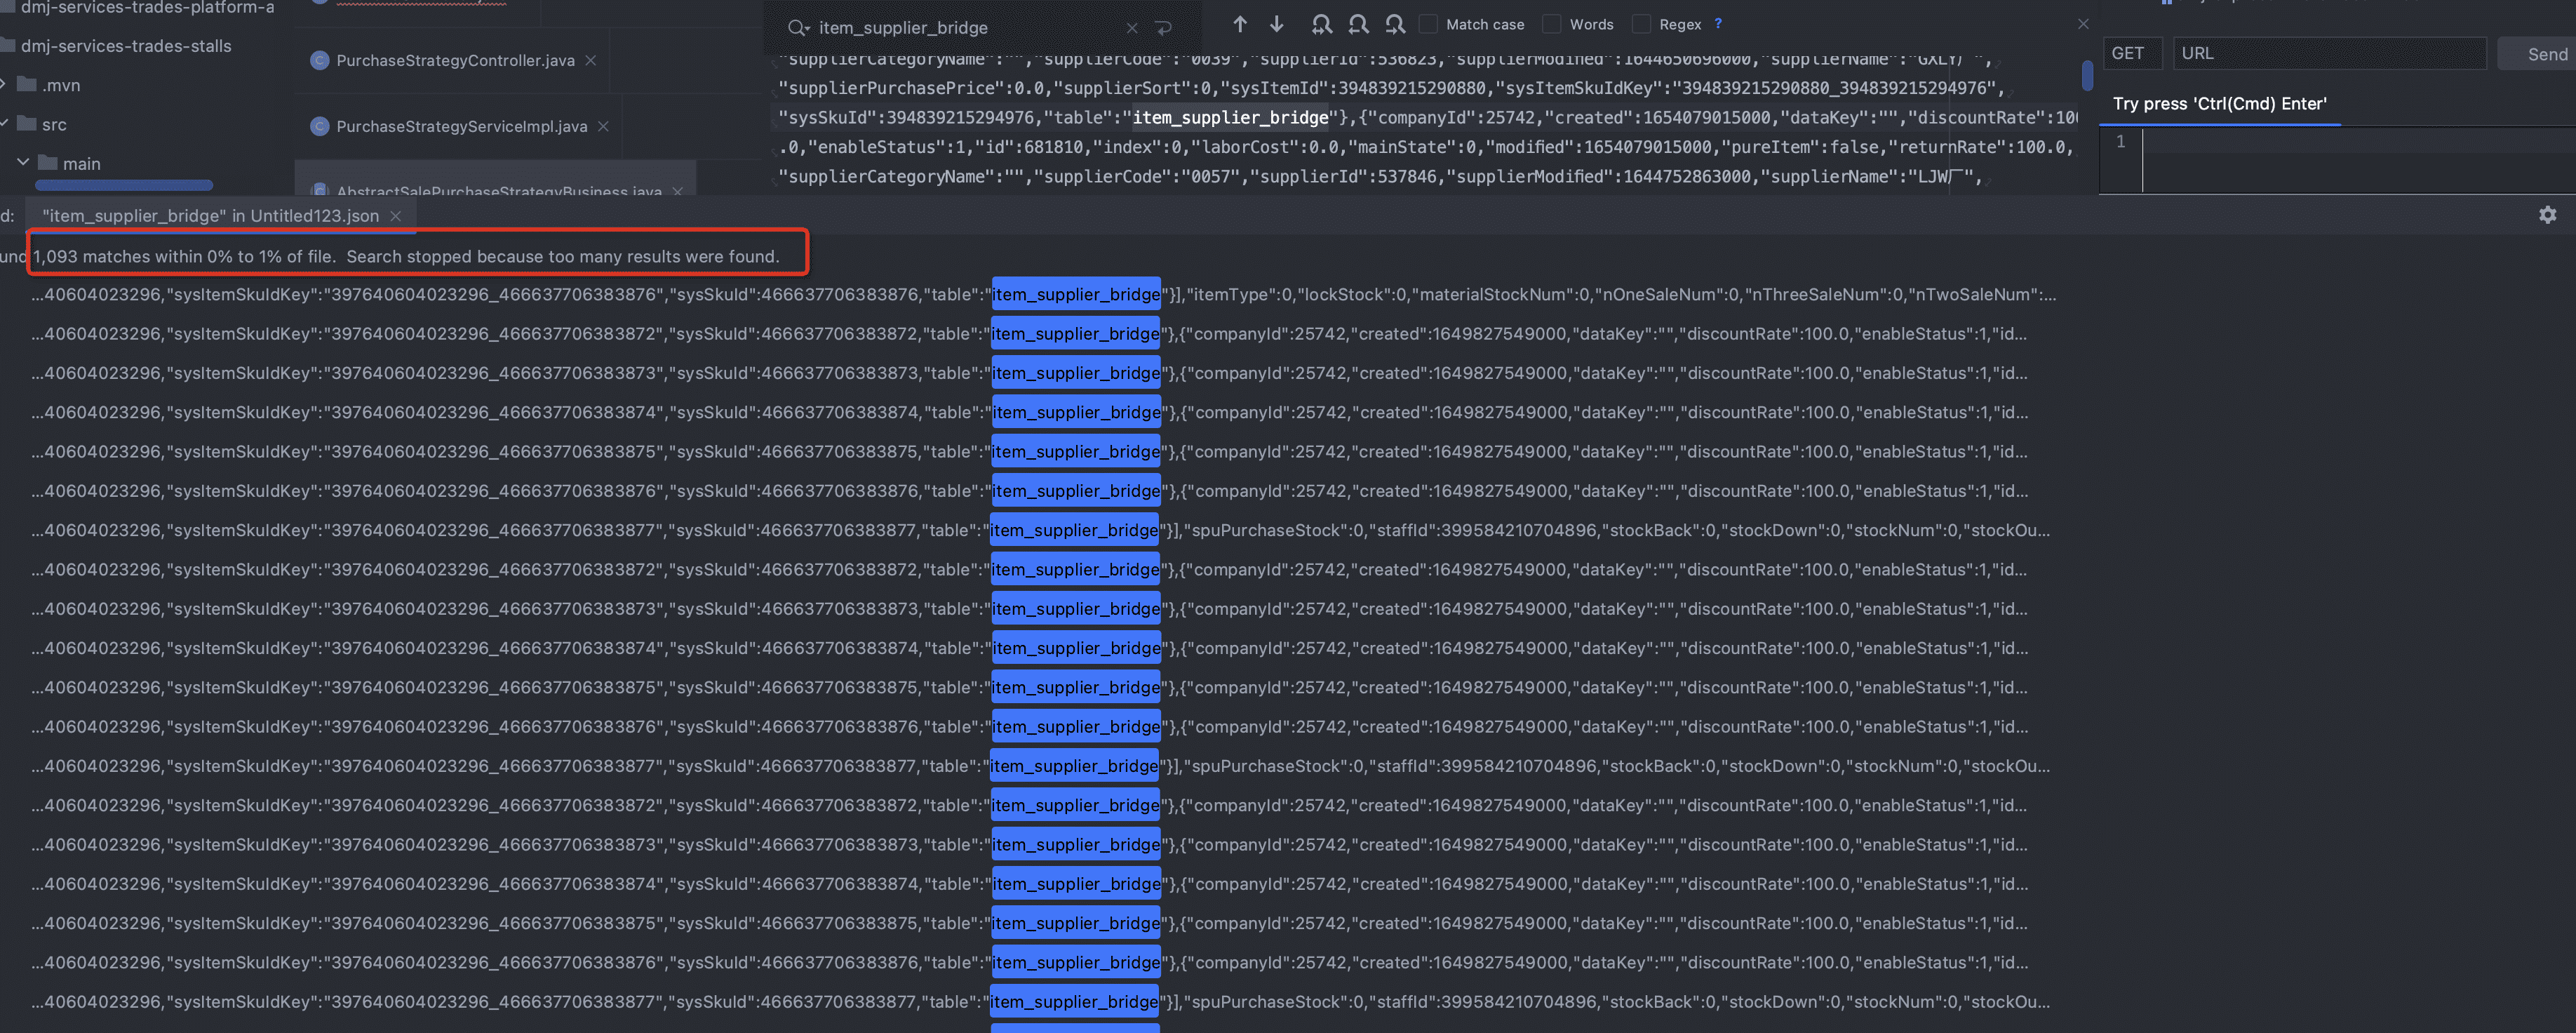 dmj-services-trades-platform-a
dmj-services-trades-stalls
.mvn
src
main
PurchaseStrategyController.java
PurchaseStrategyServiceImpl.java
AbstractSalePurchaseStrategyBusiness.java
item_supplier_bridge
Match case
Words
Regex
?
"supplierCategoryName":"","supplierCode":"0039","supplierId":536823,"supplierModified":1644650696000,"supplierName":"GXLY厂",
"supplierPurchasePrice":0.0,"supplierSort":0,"sysItemId":394839215290880,"sysItemSkuIdKey":"394839215290880_394839215294976",
"sysSkuId":394839215294976,"table":"item_supplier_bridge"},{"companyId":25742,"created":1654079015000,"dataKey":"","discountRate":100
.0,"enableStatus":1,"id":681810,"index":0,"laborCost":0.0,"mainState":0,"modified":1654079015000,"pureItem":false,"returnRate":100.0,
"supplierCategoryName":"","supplierCode":"0057","supplierId":537846,"supplierModified":1644752863000,"supplierName":"LJW厂",
GET
URL
Send
Try press 'Ctrl(Cmd) Enter'
1
d:
"item_supplier_bridge" in Untitled123.json
und 1,093 matches within 0% to 1% of file. Search stopped because too many results were found.
...40604023296,"sysItemSkuIdKey":"397640604023296_466637706383876","sysSkuId":466637706383876,"table":"item_supplier_bridge"}],"itemType":0,"lockStock":0,"materialStockNum":0,"nOneSaleNum":0,"nThreeSaleNum":0,"nTwoSaleNum":...
...40604023296,"sysItemSkuIdKey":"397640604023296_466637706383872","sysSkuId":466637706383872,"table":"item_supplier_bridge"},{"companyId":25742,"created":1649827549000,"dataKey":"","discountRate":100.0,"enableStatus":1,"id...
...40604023296,"sysItemSkuIdKey":"397640604023296_466637706383873","sysSkuId":466637706383873,"table":"item_supplier_bridge"},{"companyId":25742,"created":1649827549000,"dataKey":"","discountRate":100.0,"enableStatus":1,"id...
...40604023296,"sysItemSkuIdKey":"397640604023296_466637706383874","sysSkuId":466637706383874,"table":"item_supplier_bridge"},{"companyId":25742,"created":1649827549000,"dataKey":"","discountRate":100.0,"enableStatus":1,"id...
...40604023296,"sysItemSkuIdKey":"397640604023296_466637706383875","sysSkuId":466637706383875,"table":"item_supplier_bridge"},{"companyId":25742,"created":1649827549000,"dataKey":"","discountRate":100.0,"enableStatus":1,"id...
...40604023296,"sysItemSkuIdKey":"397640604023296_466637706383876","sysSkuId":466637706383876,"table":"item_supplier_bridge"},{"companyId":25742,"created":1649827549000,"dataKey":"","discountRate":100.0,"enableStatus":1,"id...
...40604023296,"sysItemSkuIdKey":"397640604023296_466637706383877","sysSkuId":466637706383877,"table":"item_supplier_bridge"}],"spuPurchaseStock":0,"staffId":399584210704896,"stockBack":0,"stockDown":0,"stockNum":0,"stockOu...
...40604023296,"sysItemSkuIdKey":"397640604023296_466637706383872","sysSkuId":466637706383872,"table":"item_supplier_bridge"},{"companyId":25742,"created":1649827549000,"dataKey":"","discountRate":100.0,"enableStatus":1,"id...
...40604023296,"sysItemSkuIdKey":"397640604023296_466637706383873","sysSkuId":466637706383873,"table":"item_supplier_bridge"},{"companyId":25742,"created":1649827549000,"dataKey":"","discountRate":100.0,"enableStatus":1,"id...
...40604023296,"sysItemSkuIdKey":"397640604023296_466637706383874","sysSkuId":466637706383874,"table":"item_supplier_bridge"},{"companyId":25742,"created":1649827549000,"dataKey":"","discountRate":100.0,"enableStatus":1,"id...
...40604023296,"sysItemSkuIdKey":"397640604023296_466637706383875","sysSkuId":466637706383875,"table":"item_supplier_bridge"},{"companyId":25742,"created":1649827549000,"dataKey":"","discountRate":100.0,"enableStatus":1,"id...
...40604023296,"sysItemSkuIdKey":"397640604023296_466637706383876","sysSkuId":466637706383876,"table":"item_supplier_bridge"},{"companyId":25742,"created":1649827549000,"dataKey":"","discountRate":100.0,"enableStatus":1,"id...
...40604023296,"sysItemSkuIdKey":"397640604023296_466637706383877","sysSkuId":466637706383877,"table":"item_supplier_bridge"}],"spuPurchaseStock":0,"staffId":399584210704896,"stockBack":0,"stockDown":0,"stockNum":0,"stockOu...
...40604023296,"sysItemSkuIdKey":"397640604023296_466637706383872","sysSkuId":466637706383872,"table":"item_supplier_bridge"},{"companyId":25742,"created":1649827549000,"dataKey":"","discountRate":100.0,"enableStatus":1,"id...
...40604023296,"sysItemSkuIdKey":"397640604023296_466637706383873","sysSkuId":466637706383873,"table":"item_supplier_bridge"},{"companyId":25742,"created":1649827549000,"dataKey":"","discountRate":100.0,"enableStatus":1,"id...
...40604023296,"sysItemSkuIdKey":"397640604023296_466637706383874","sysSkuId":466637706383874,"table":"item_supplier_bridge"},{"companyId":25742,"created":1649827549000,"dataKey":"","discountRate":100.0,"enableStatus":1,"id...
...40604023296,"sysItemSkuIdKey":"397640604023296_466637706383875","sysSkuId":466637706383875,"table":"item_supplier_bridge"},{"companyId":25742,"created":1649827549000,"dataKey":"","discountRate":100.0,"enableStatus":1,"id...
...40604023296,"sysItemSkuIdKey":"397640604023296_466637706383876","sysSkuId":466637706383876,"table":"item_supplier_bridge"},{"companyId":25742,"created":1649827549000,"dataKey":"","discountRate":100.0,"enableStatus":1,"id...
...40604023296,"sysItemSkuIdKey":"397640604023296_466637706383877","sysSkuId":466637706383877,"table":"item_supplier_bridge"}],"spuPurchaseStock":0,"staffId":399584210704896,"stockBack":0,"stockDown":0,"stockNum":0,"stockOu...